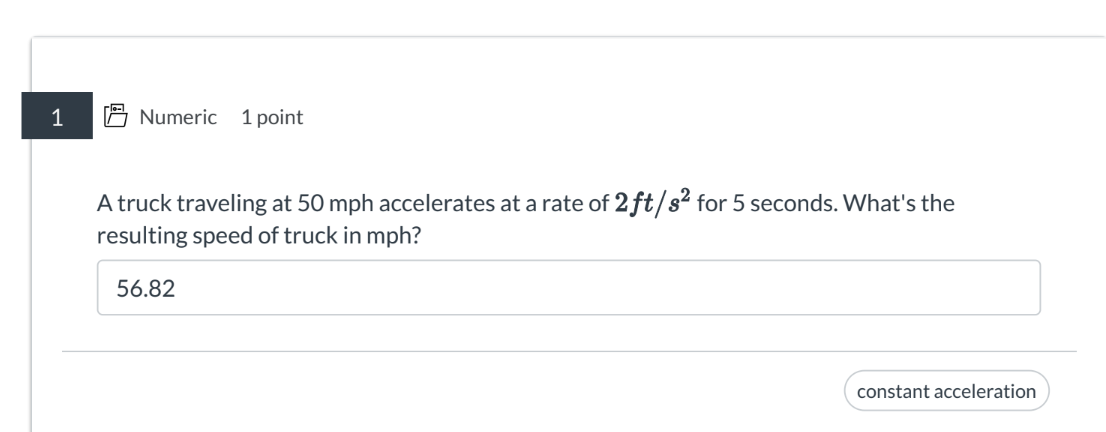 1 Numeric 1 point
A truck traveling at 50 mph accelerates at a rate of 2ft/s² for 5 seconds. What's the
resulting speed of truck in mph?
56.82
constant acceleration